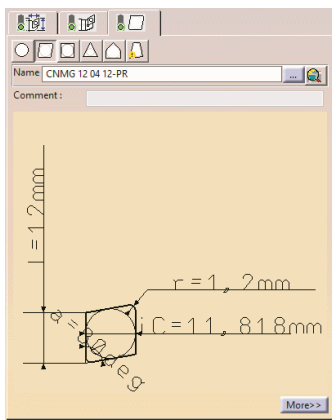 Name CNMG 12 04 12-PR ...
Comment :
l=12mm
r=1,2mm
a=80deg
iC=11,818mm
More>>